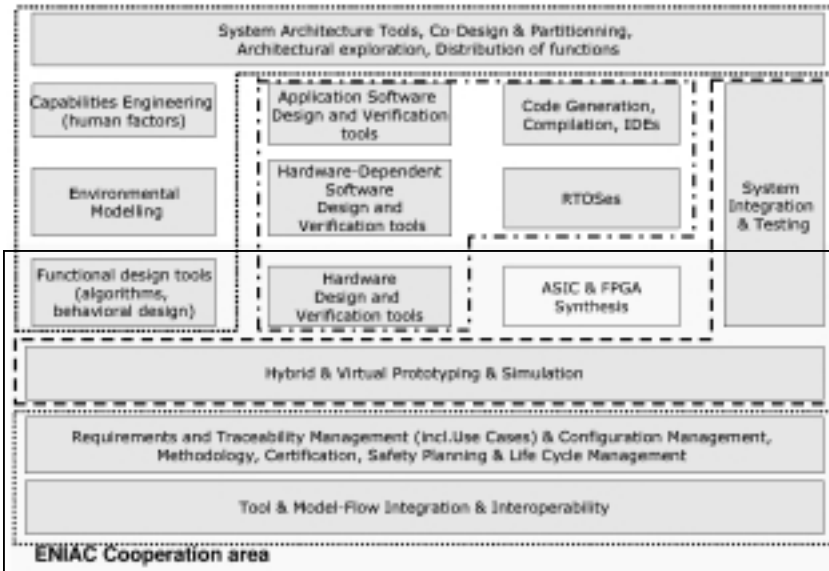 System Architecture Tools, Co-Design & Partitionning,
Architectural exploration, Distribution of functions
Capabilities Engineering
(human factors)
Application Software
Design and Verification
tools
Code Generation,
Compilation, IDEs
Environmental
Modelling
Hardware-Dependent
Software
Design and
Verification tools
RTOSes
System
Integration
& Testing
Functional design tools
(algorithms,
behavioral design)
Hardware
Design and
Verification tools
ASIC & FPGA
Synthesis
Hybrid & Virtual Prototyping & Simulation
Requirements and Traceability Management (incl.Use Cases) & Configuration Management,
Methodology, Certification, Safety Planning & Life Cycle Management
Tool & Model-Flow Integration & Interoperability
ENIAC Cooperation area